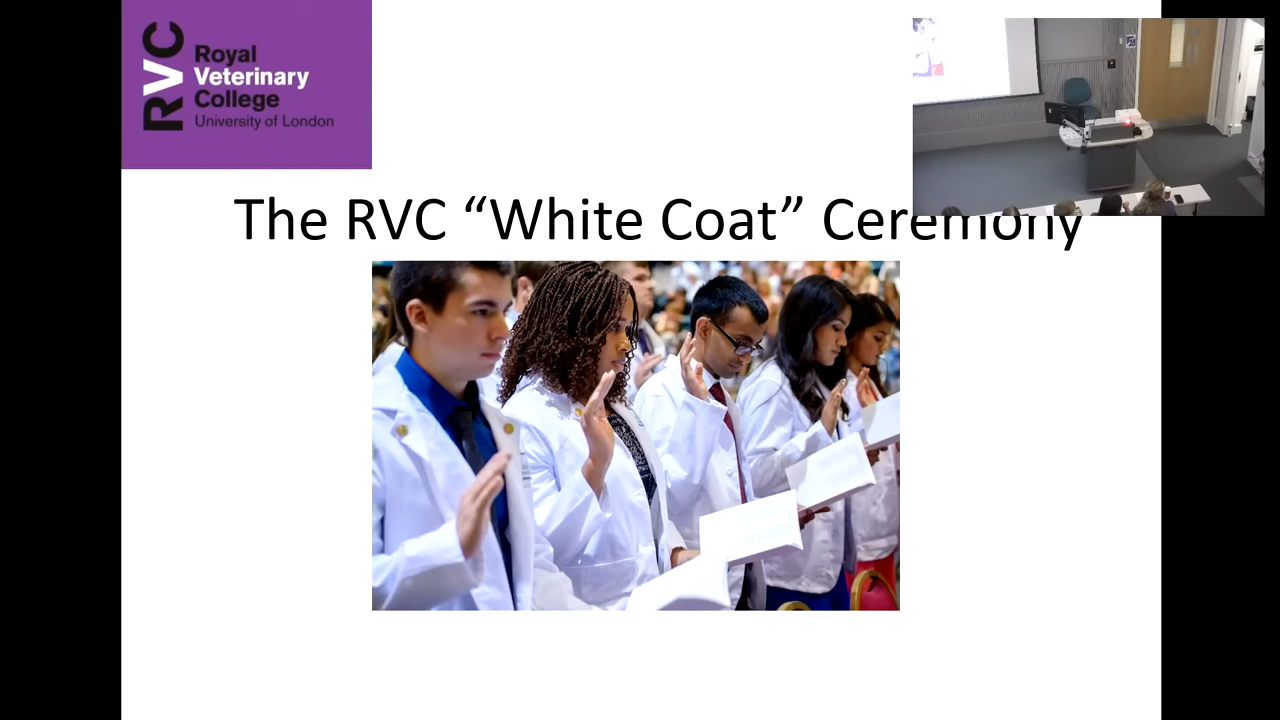 RVC
Royal
Veterinary
College
University of London
The RVC “White Coat” Ceremony